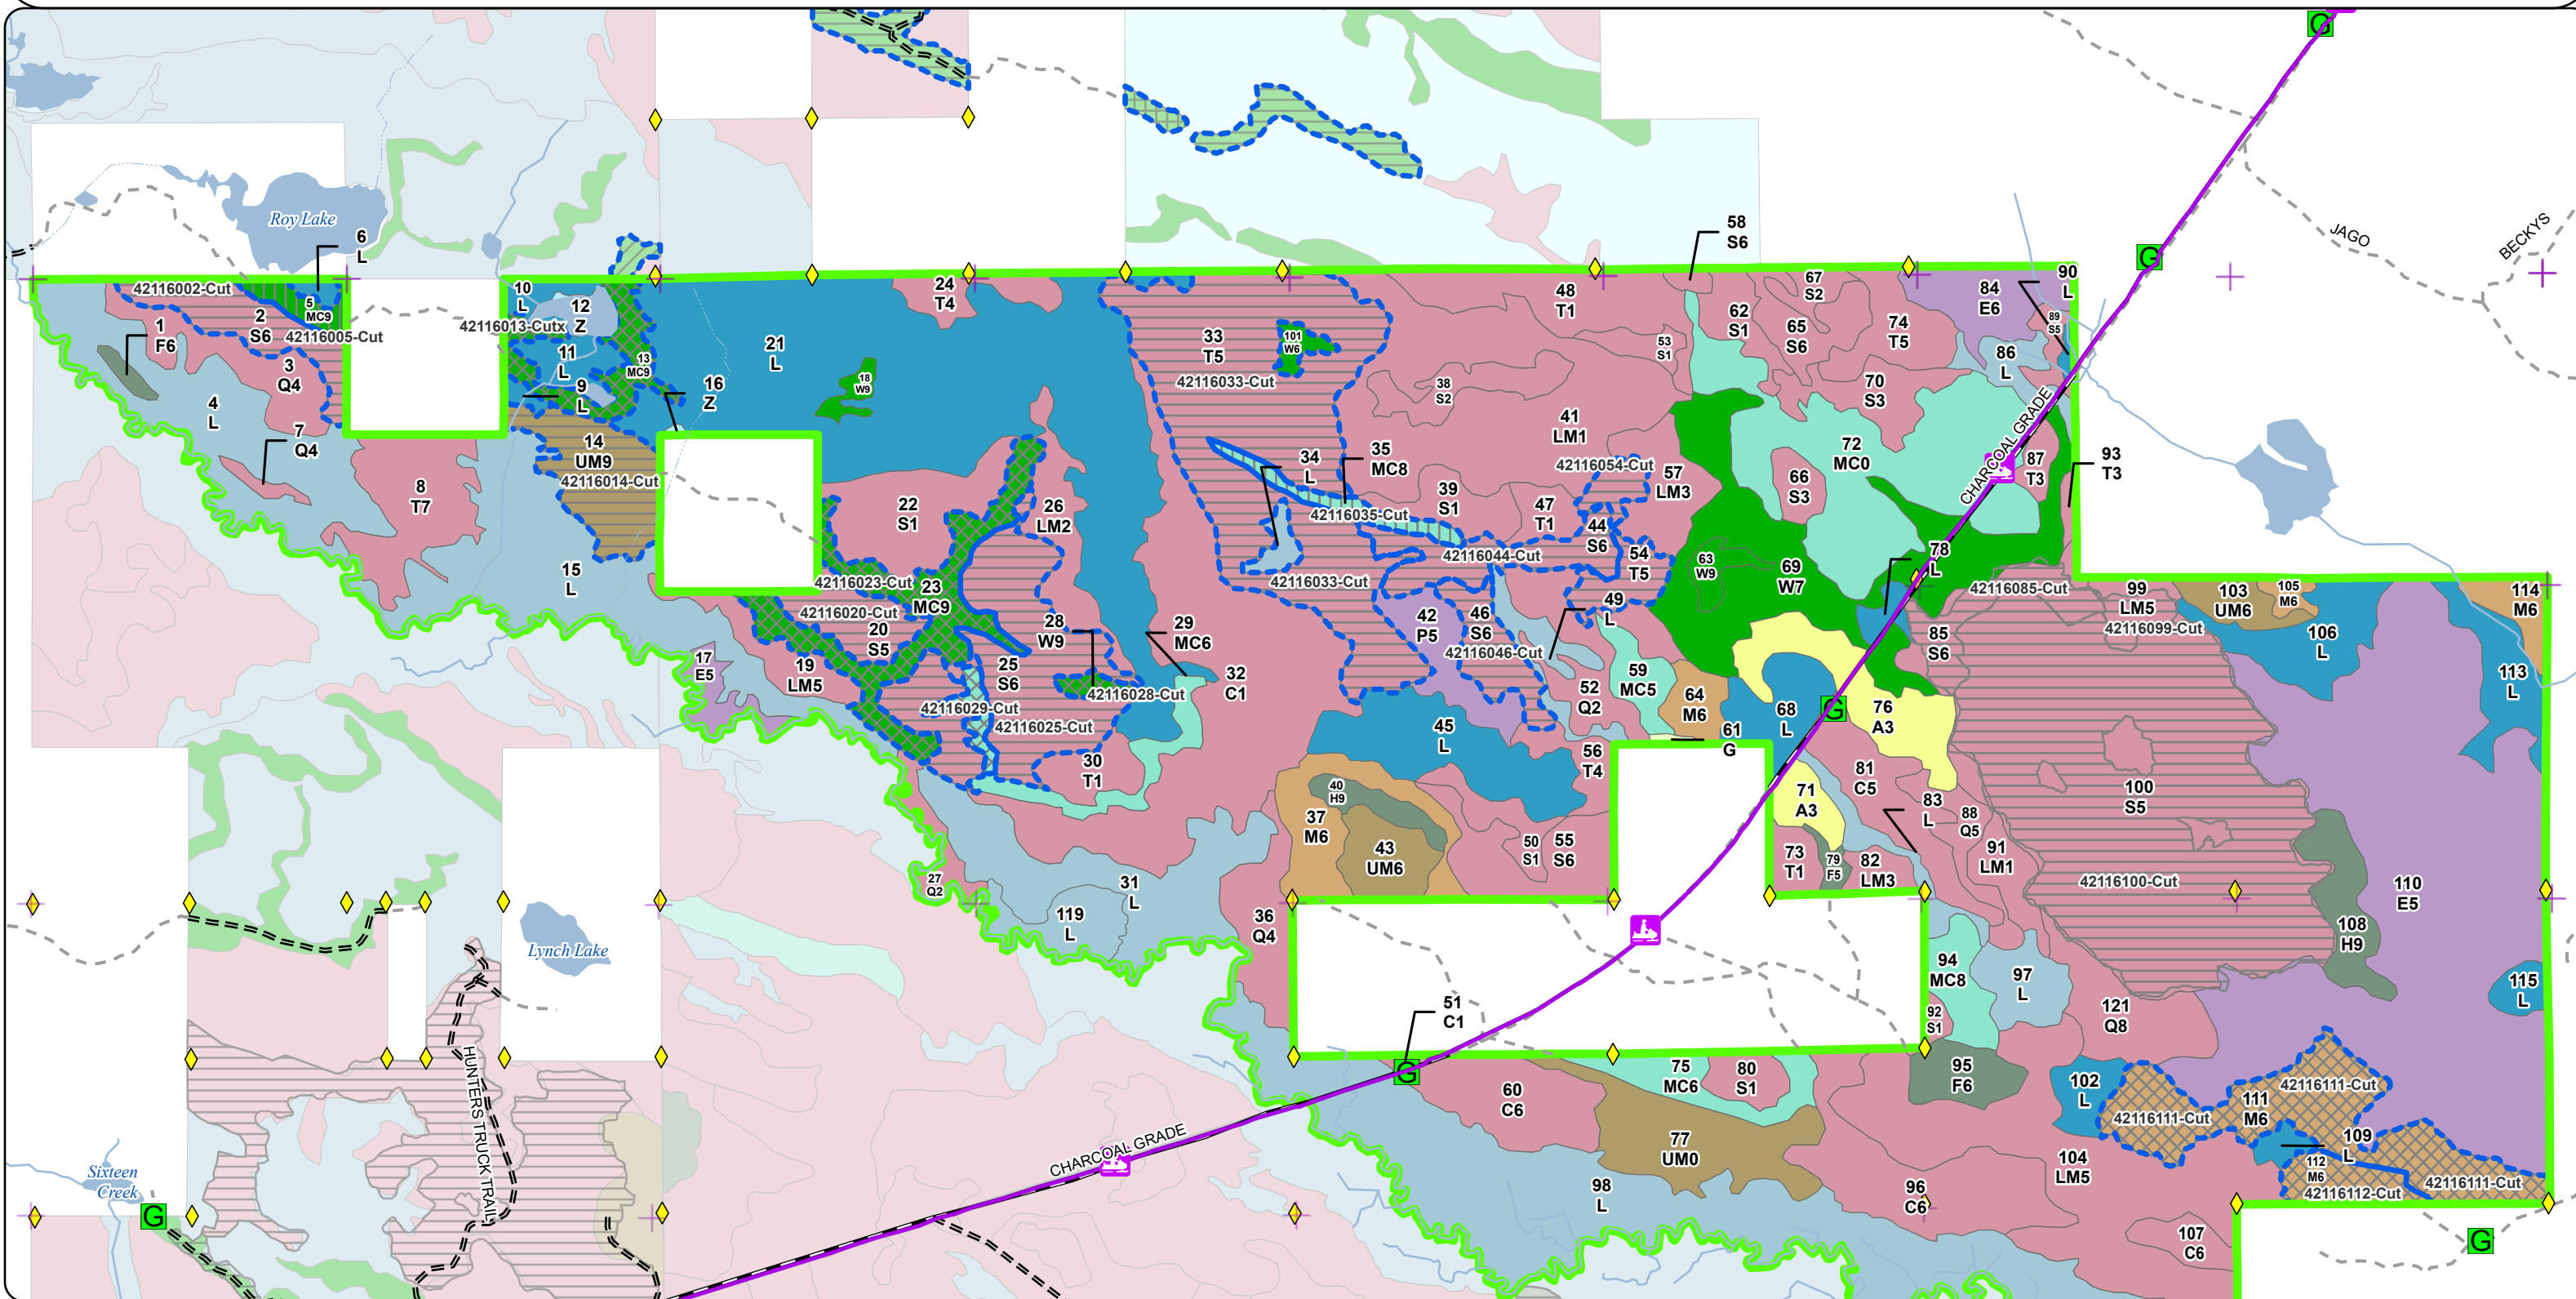 G
Roy Lake
6
L
58
S6
G
JAGO
BECKYS
42116002-Cut
5
MC9
2
S6
42116005-Cut
1
F6
3
Q4
4
L
7
Q4
8
T7
10
L
12
Z
42116013-Cutx
11
L
13
MC9
9
L
16
Z
14
UM9
42116014-Cut
15
L
21
L
18
W9
24
T4
22
S1
26
LM2
42116023-Cut
23
MC9
42116020-Cut
20
S5
19
LM5
17
E5
28
W9
25
S6
42116028-Cut
42116029-Cut
42116025-Cut
29
MC6
32
C1
30
T1
27
Q2
31
L
119
L
33
T5
101
W6
42116033-Cut
34
L
35
MC8
42116035-Cut
42116033-Cut
48
T1
38
S2
41
LM1
53
S1
39
S1
47
T1
42116054-Cut
57
LM3
44
S6
42116044-Cut
54
T5
49
L
42
P5
46
S6
42116046-Cut
52
Q2
59
MC5
64
M6
45
L
56
T4
40
H9
37
M6
43
UM6
50
S1
55
S6
36
Q4
62
S1
67
S2
65
S6
74
T5
84
E6
90
L
89
S5
86
L
70
S3
72
MC0
66
S3
87
T3
93
T3
CHARCOAL GRADE
63
W9
69
W7
78
L
42116085-Cut
85
S6
61
G
68
L
G
76
A3
71
A3
81
C5
83
L
88
Q5
73
T1
79
F5
82
LM3
91
LM1
99
LM5
42116099-Cut
103
UM6
105
M6
106
L
114
M6
113
L
100
S5
42116100-Cut
110
E5
108
H9
115
L
94
MC8
97
L
92
S1
121
Q8
95
F6
102
L
42116111-Cut
42116111-Cut
111
M6
109
L
112
M6
42116112-Cut
42116111-Cut
104
LM5
96
C6
107
C6
51
C1
G
60
C6
75
MC6
80
S1
77
UM0
98
L
CHARCOAL GRADE
Lynch Lake
HUNTERS TRUCK TRAIL
Sixteen
Creek
G
G